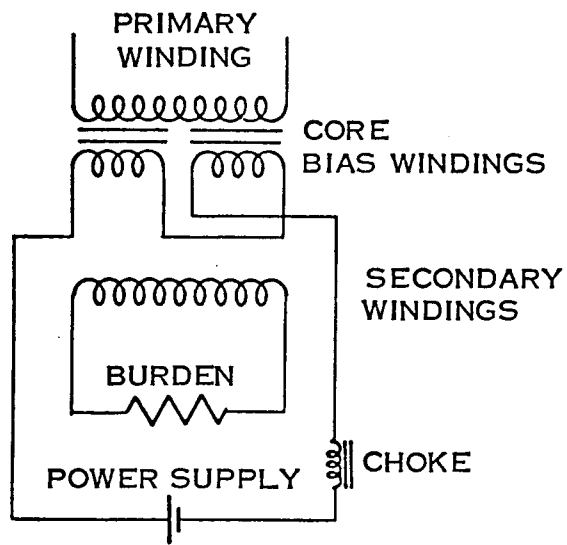 PRIMARY
WINDING
CORE
BIAS WINDINGS
SECONDARY
WINDINGS
BURDEN
CHOKE
POWER SUPPLY